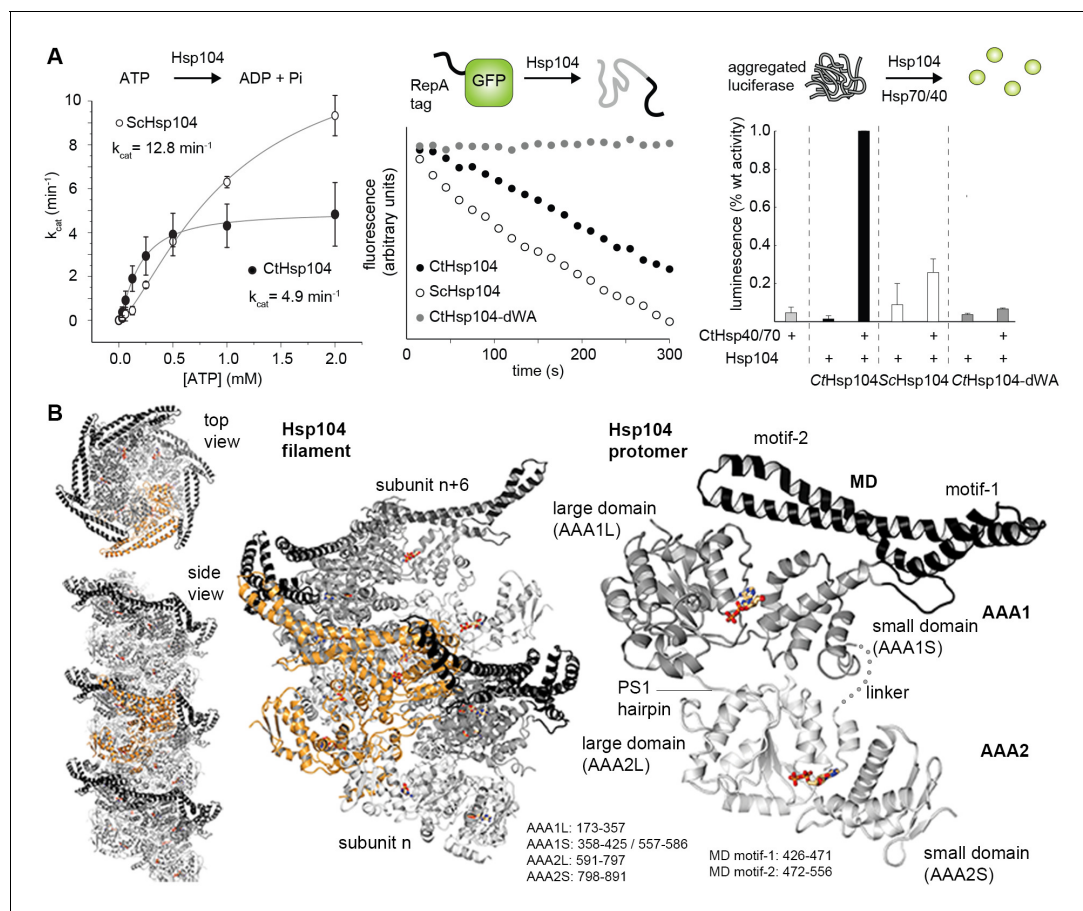 A
Hsp104
ATP
ADP + Pi
ScHsp104
kcat= 12.8 min-1
CtHsp104
kcat= 4.9 min-1
kcat (min-1)
10
8
6
4
2
0
0.0
0.5
1.0
1.5
2.0
[ATP] (mM)
RepA
tag
GFP
Hsp104
fluorescence
(arbitrary units)
CtHsp104
ScHsp104
CtHsp104-dWA
0
100
200
300
time (s)
aggregated
luciferase
Hsp104
Hsp70/40
luminescence (% wt activity)
1.0
0.8
0.6
0.4
0.2
0
CtHsp40/70 + + + +
Hsp104 + + + + + +
CtHsp104 ScHsp104 CtHsp104-dWA
B
top
view
side
view
Hsp104
filament
subunit n+6
subunit n
AAA1L: 173-357
AAA1S: 358-425 / 557-586
AAA2L: 591-797
AAA2S: 798-891
Hsp104
protomer
motif-2
MD
motif-1
large domain
(AAA1L)
AAA1
small domain
(AAA1S)
linker
PS1
hairpin
large domain
(AAA2L)
AAA2
small domain
(AAA2S)
MD motif-1: 426-471
MD motif-2: 472-556